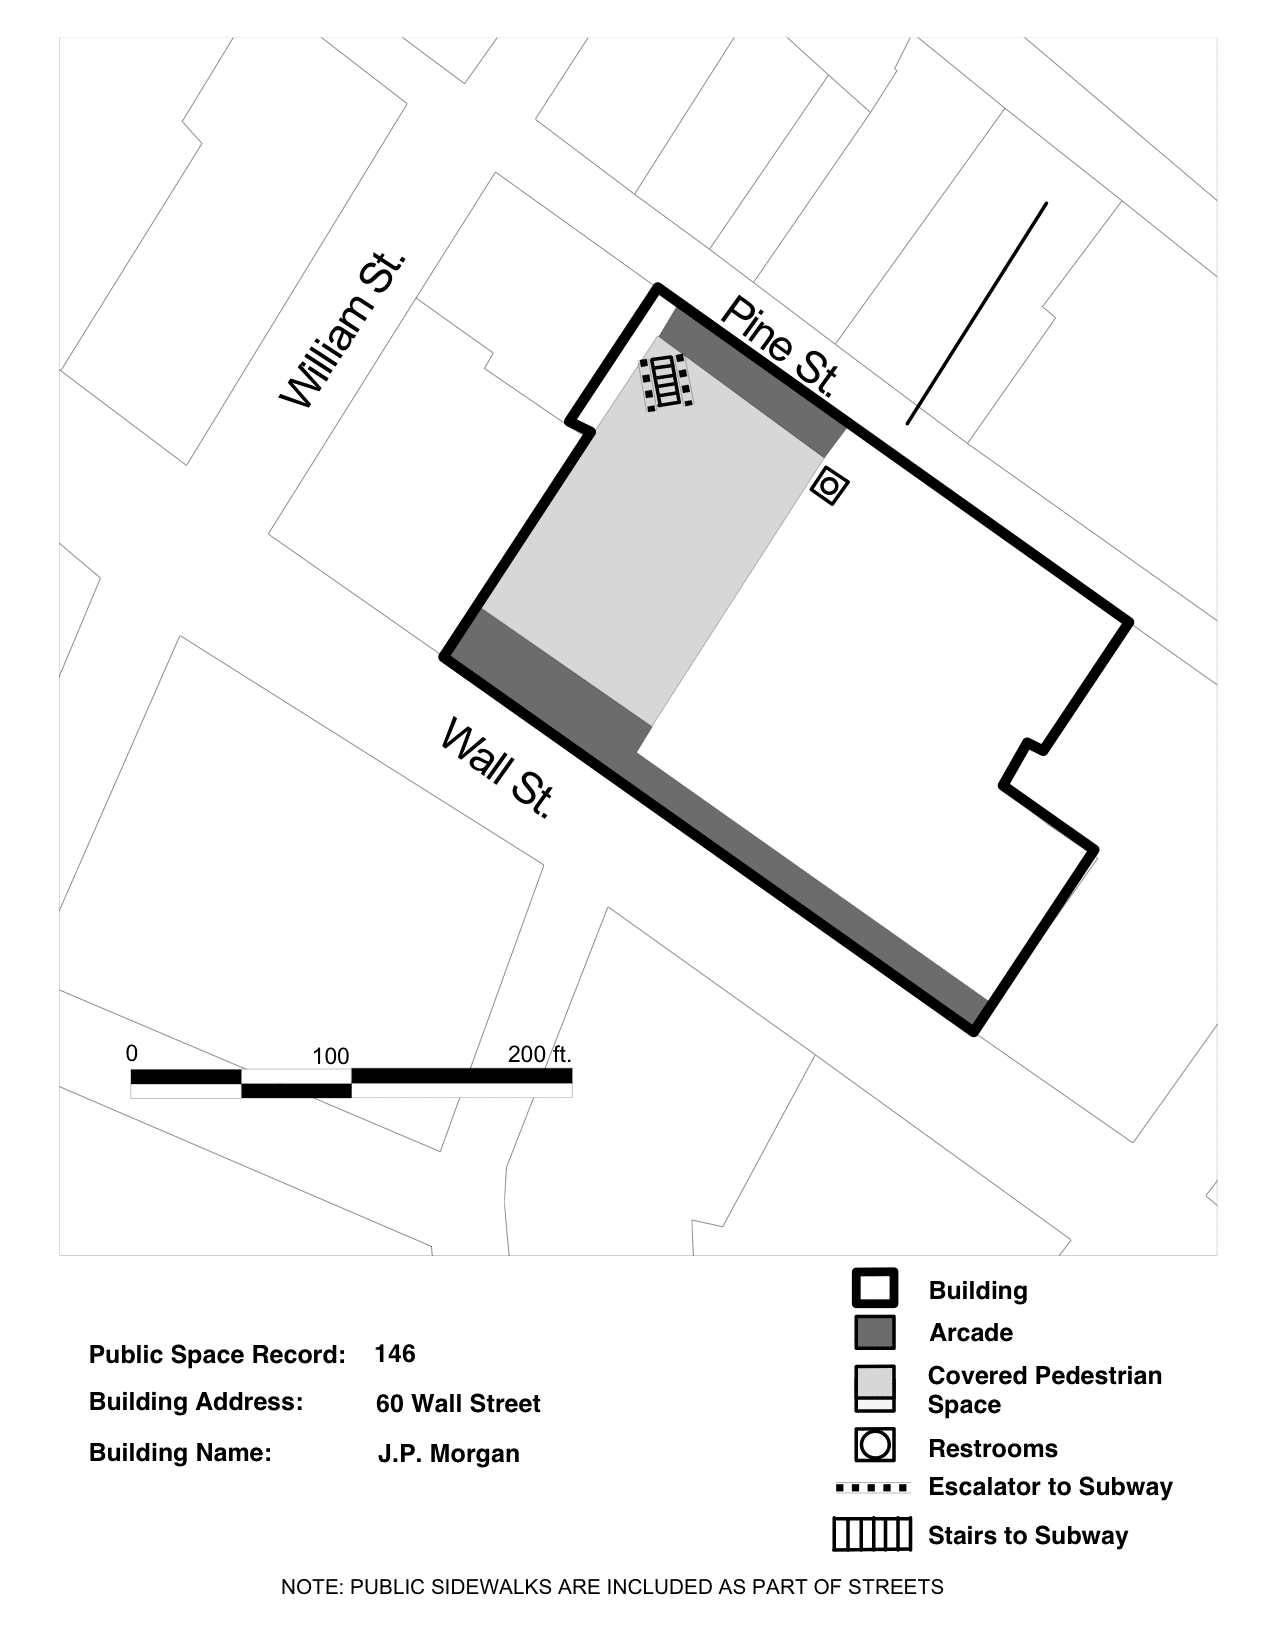 William St.
Pine St.
Wall St.
0 100 200 ft.
Public Space Record: 146
Building Address: 60 Wall Street
Building Name: J.P. Morgan
Building
Arcade
Covered Pedestrian
Space
Restrooms
Escalator to Subway
Stairs to Subway
NOTE: PUBLIC SIDEWALKS ARE INCLUDED AS PART OF STREETS